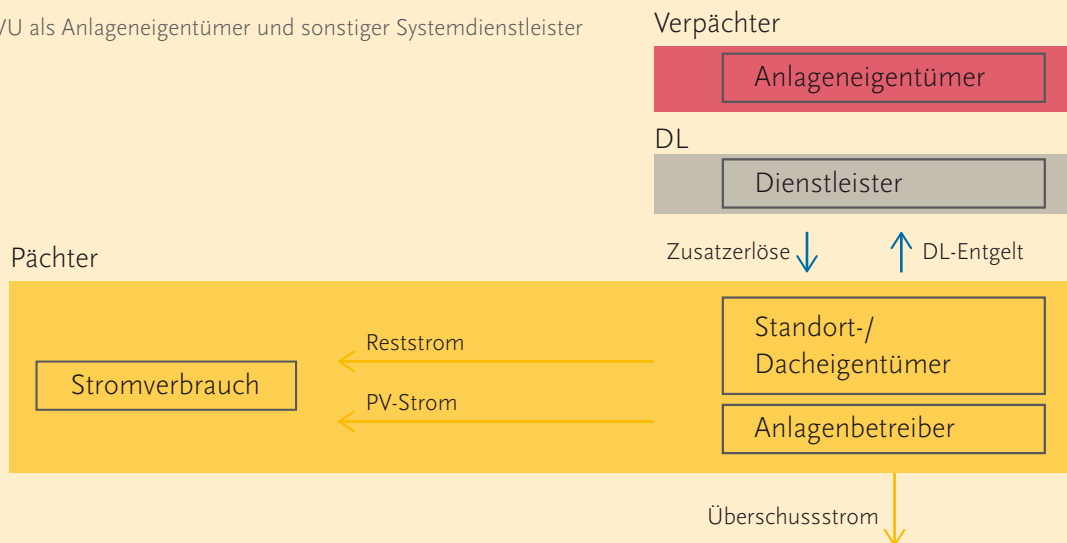 VU als Anlageneigentümer und sonstiger Systemdienstleister
Verpächter
Anlageneigentümer
DL
Dienstleister
Zusatzerlöse
DL-Entgelt
Pächter
Standort-/
Dacheigentümer
Reststrom
Stromverbrauch
PV-Strom
Anlagenbetreiber
Überschussstrom